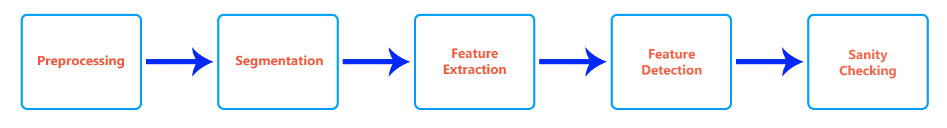 Preprocessing
Segmentation
Feature
Extraction
Feature
Detection
Sanity
Checking